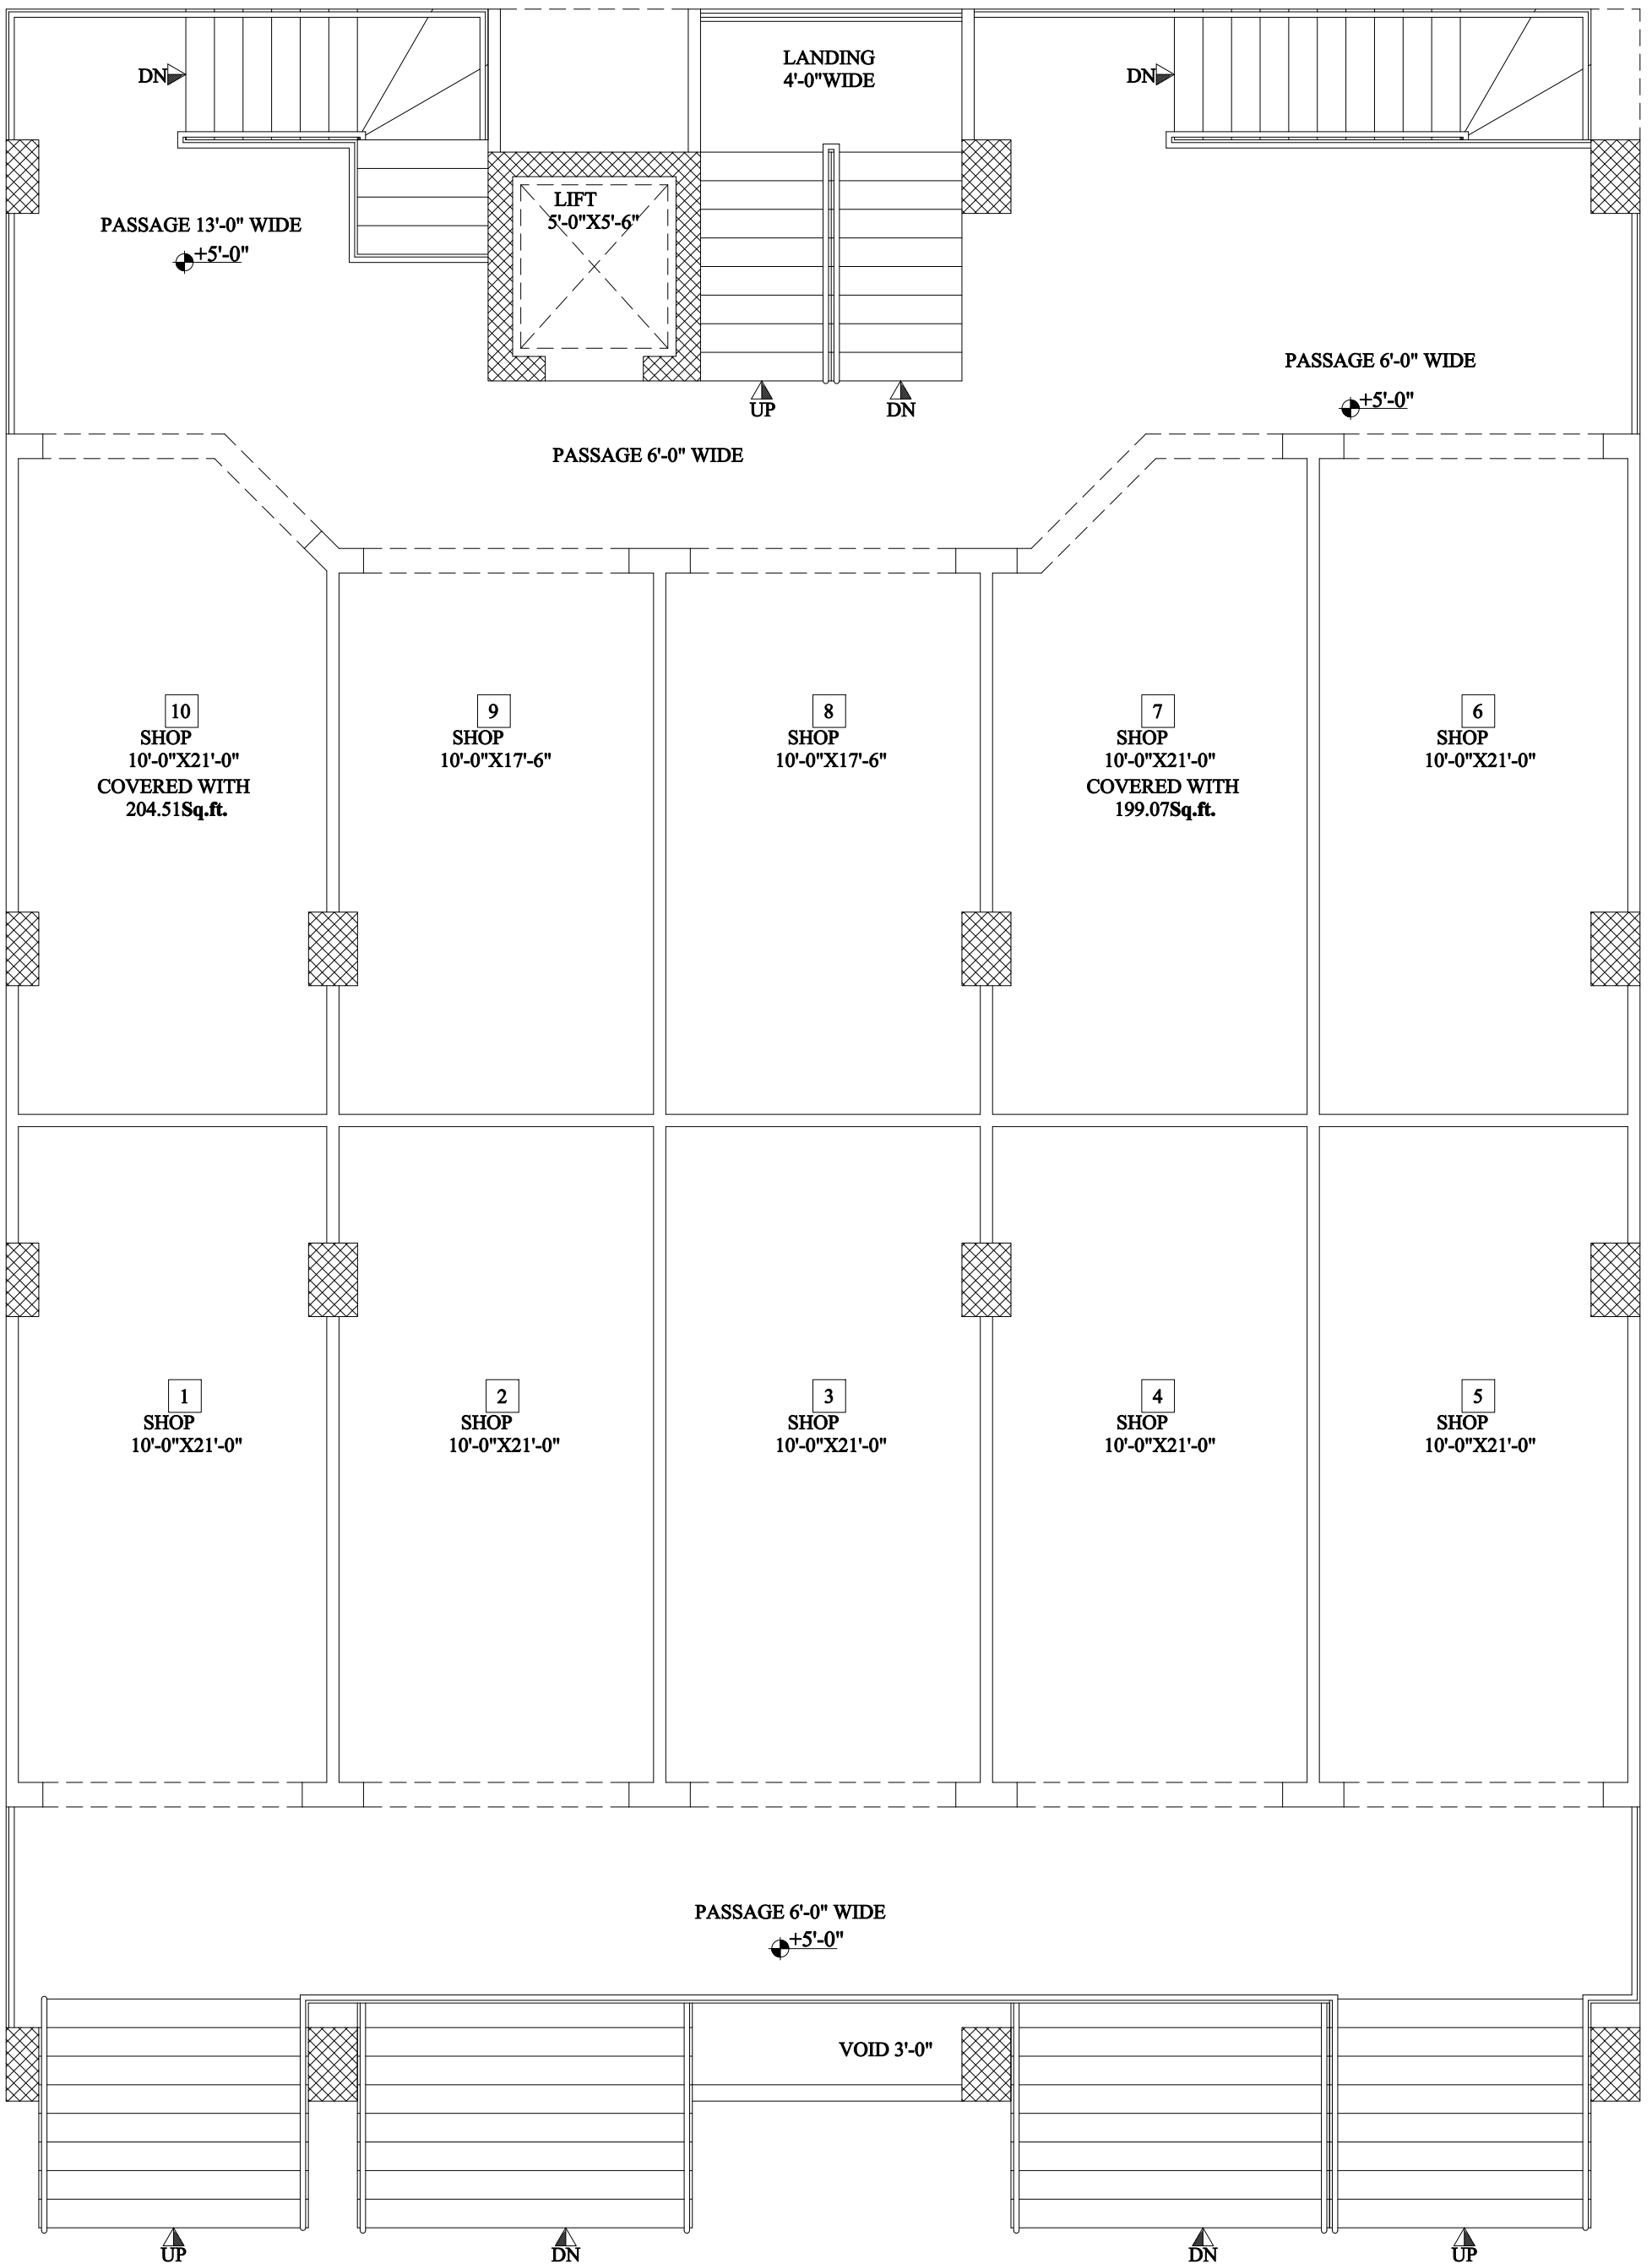 DN
LANDING
4'-0"WIDE
DN
LIFT
5'-0"X5'-6"
PASSAGE 13'-0" WIDE
+5'-0"
PASSAGE 6'-0" WIDE
+5'-0"
UP
DN
PASSAGE 6'-0" WIDE
10
SHOP
10'-0"X21'-0"
COVERED WITH
204.51Sq.ft.
9
SHOP
10'-0"X17'-6"
8
SHOP
10'-0"X17'-6"
7
SHOP
10'-0"X21'-0"
COVERED WITH
199.07Sq.ft.
6
SHOP
10'-0"X21'-0"
1
SHOP
10'-0"X21'-0"
2
SHOP
10'-0"X21'-0"
3
SHOP
10'-0"X21'-0"
4
SHOP
10'-0"X21'-0"
5
SHOP
10'-0"X21'-0"
PASSAGE 6'-0" WIDE
+5'-0"
VOID 3'-0"
UP
DN
DN
UP